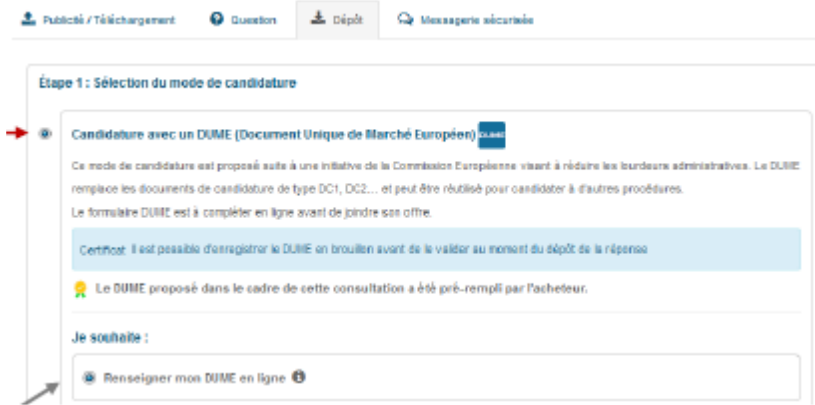 Publicité / Téléchargement Question Dépôt Messagerie sécurisée
Étape 1 : Sélection du mode de candidature
Candidature avec un DUME (Document Unique de Marché Européen) DUME
Ce mode de candidature est proposé suite à une initiative de la Commission Européenne visant à réduire les lourdeurs administratives. Le DUME
remplace les documents de candidature de type DC1, DC2... et peut être réutilisé pour candidater à d'autres procédures.
Le formulaire DUME est à compléter en ligne avant de joindre son offre.
Certificat Il est possible d'enregistrer le DUME en brouillon avant de le valider au moment du dépôt de la réponse
Le DUME proposé dans le cadre de cette consultation a été pré-rempli par l'acheteur.
Je souhaite :
Renseigner mon DUME en ligne